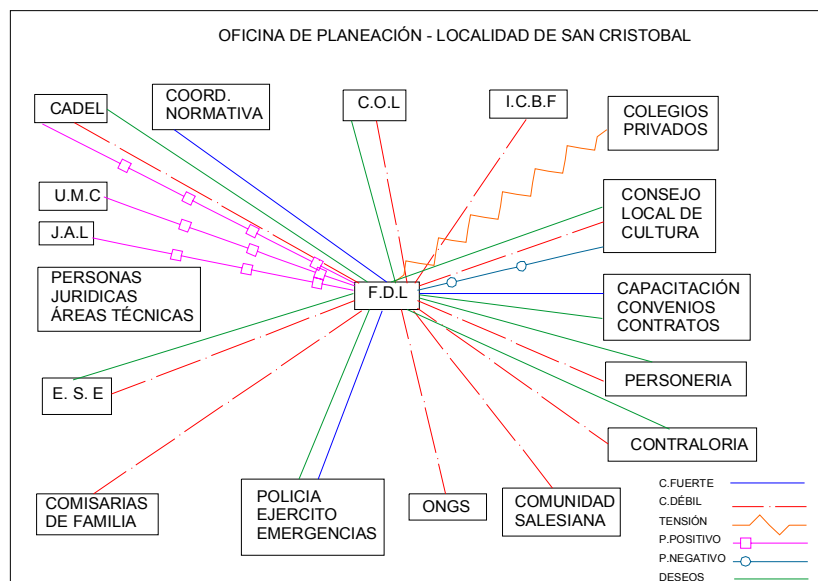 OFICINA DE PLANEACIÓN - LOCALIDAD DE SAN CRISTOBAL
CADEL
COORD.
NORMATIVA
C.O.L
I.C.B.F
COLEGIOS
PRIVADOS
U.M.C
J.A.L
CONSEJO
LOCAL DE
CULTURA
PERSONAS
JURIDICAS
ÁREAS TÉCNICAS
F.D.L
CAPACITACIÓN
CONVENIOS
CONTRATOS
E. S. E
PERSONERIA
CONTRALORIA
COMISARIAS
DE FAMILIA
POLICIA
EJERCITO
EMERGENCIAS
ONGS
COMUNIDAD
SALESIANA
C.FUERTE
C.DÉBIL
TENSIÓN
P.POSITIVO
P.NEGATIVO
DESEOS